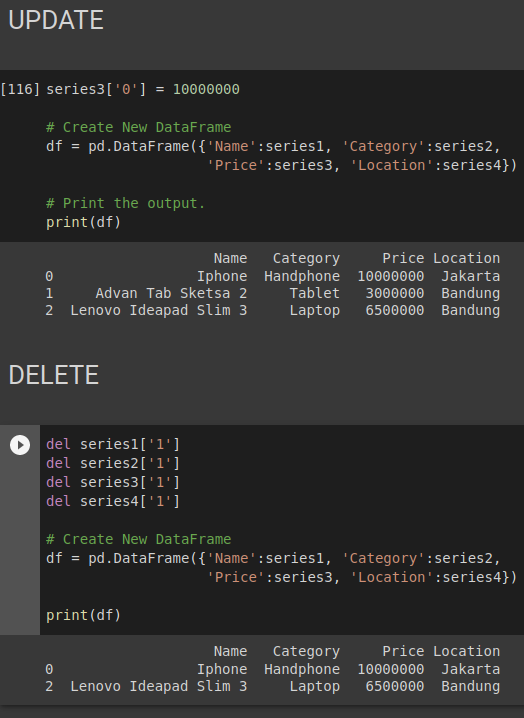 UPDATE
[116] series3['0'] = 10000000
# Create New DataFrame
df = pd.DataFrame({'Name':series1, 'Category':series2,
'Price':series3, 'Location':series4})
# Print the output.
print(df)
Name Category Price Location
0 Iphone Handphone 10000000 Jakarta
1 Advan Tab Sketsa 2 Tablet 3000000 Bandung
2 Lenovo Ideapad Slim 3 Laptop 6500000 Bandung
DELETE
del series1['1']
del series2['1']
del series3['1']
del series4['1']
# Create New DataFrame
df = pd.DataFrame({'Name':series1, 'Category':series2,
'Price':series3, 'Location':series4})
print(df)
Name Category Price Location
0 Iphone Handphone 10000000 Jakarta
2 Lenovo Ideapad Slim 3 Laptop 6500000 Bandung